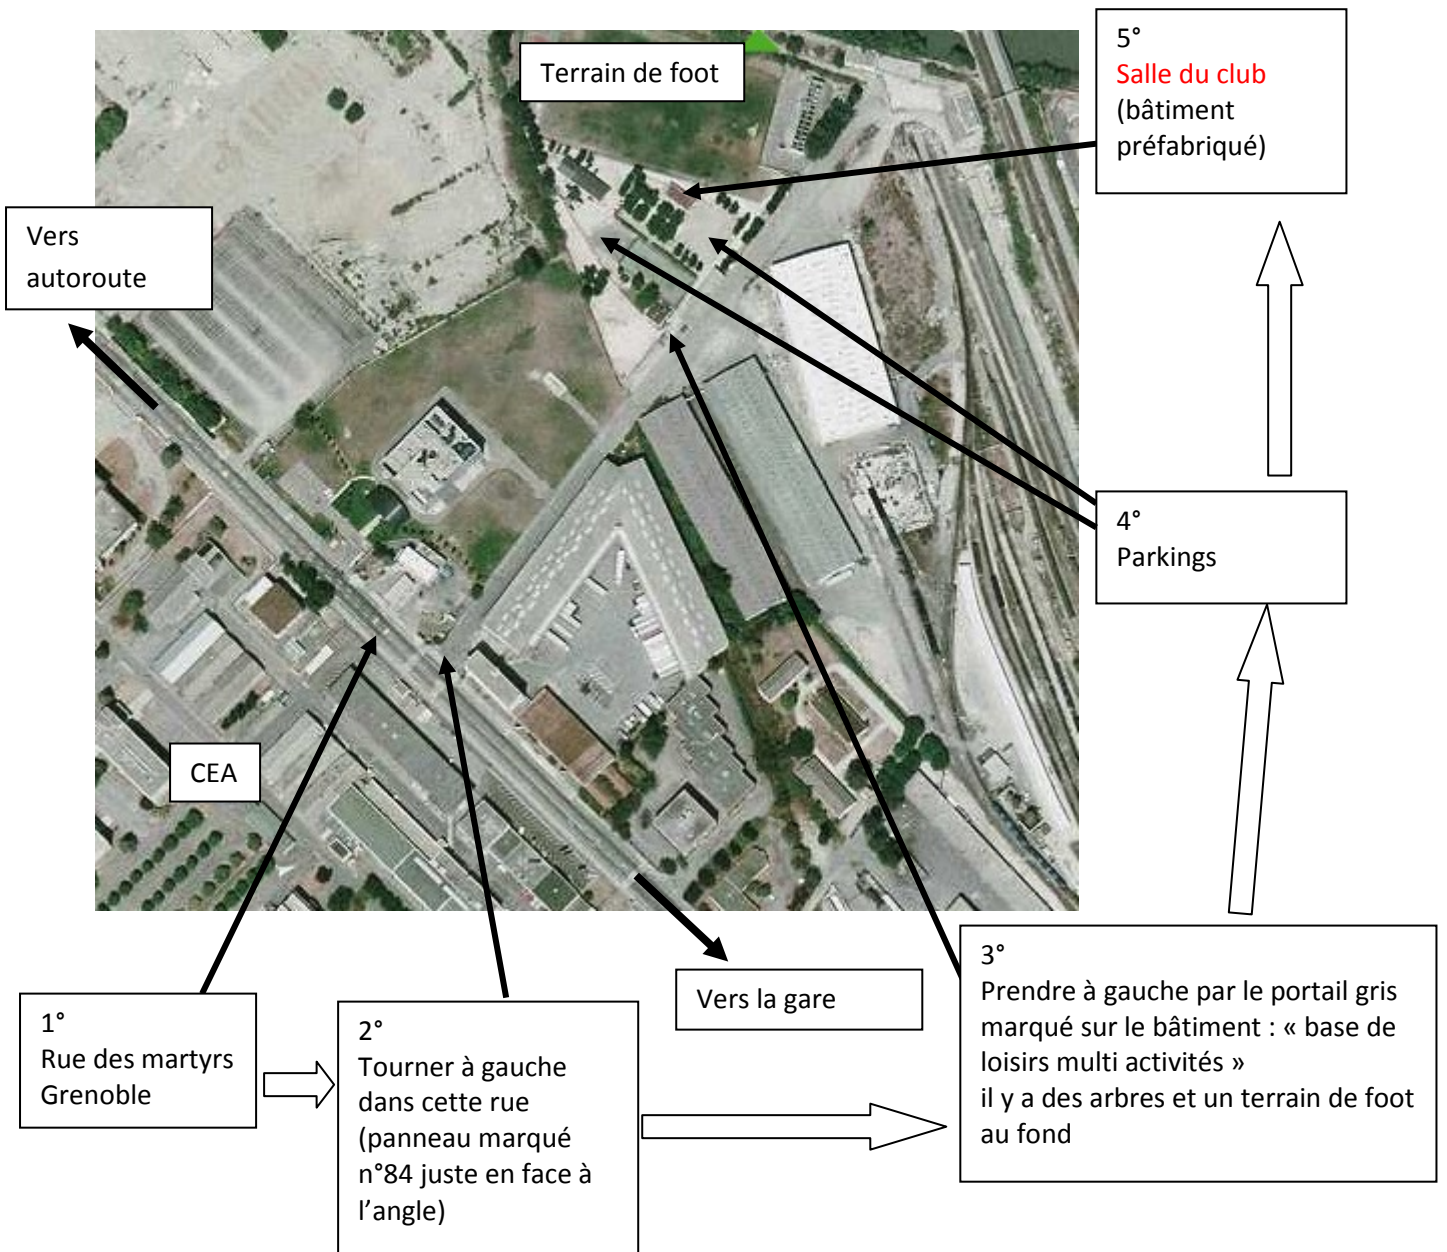 Terrain de foot
5°
Salle du club
(bâtiment
préfabriqué)
Vers
autoroute
4°
Parkings
CEA
Vers la gare
1°
Rue des martyrs
Grenoble
2°
Tourner à gauche
dans cette rue
(panneau marqué
n°84 juste en face à
l’angle)
3°
Prendre à gauche par le portail gris
marqué sur le bâtiment : « base de
loisirs multi activités »
il y a des arbres et un terrain de foot
au fond